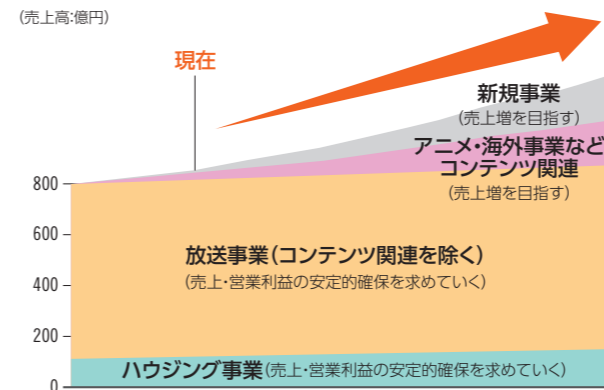 (売上高:億円)
現在
新規事業
(売上増を目指す)
アニメ・海外事業など
コンテンツ関連
(売上増を目指す)
800
600
放送事業(コンテンツ関連を除く)
(売上・営業利益の安定的確保を求めていく)
400
200
ハウジング事業(売上・営業利益の安定的確保を求めていく)
0